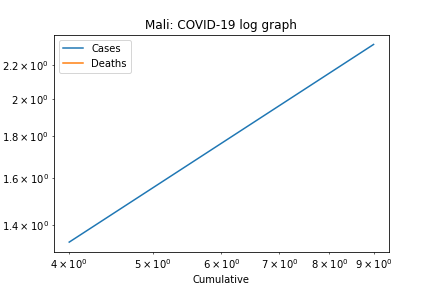 Mali: COVID-19 log graph
Cases
Deaths
2.2 × 10⁰
2 × 10⁰
1.8 × 10⁰
1.6 × 10⁰
1.4 × 10⁰
4 × 10⁰ 5 × 10⁰ 6 × 10⁰ 7 × 10⁰ 8 × 10⁰ 9 × 10⁰
Cumulative